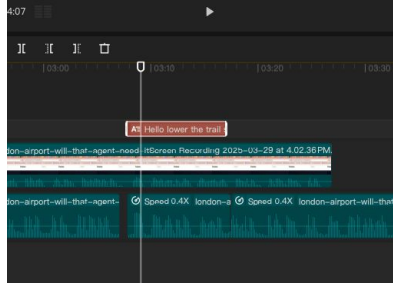 4:07
03:00 03:10 03:20 03:30
Hello lower the trail
don-airport-will-that-agent-need- Screen Recording 2025-03-29 at 4.02.36 PM.
don-airport-will-that-agent- Speed 0.4X london-a Speed 0.4X london-airport-will-that